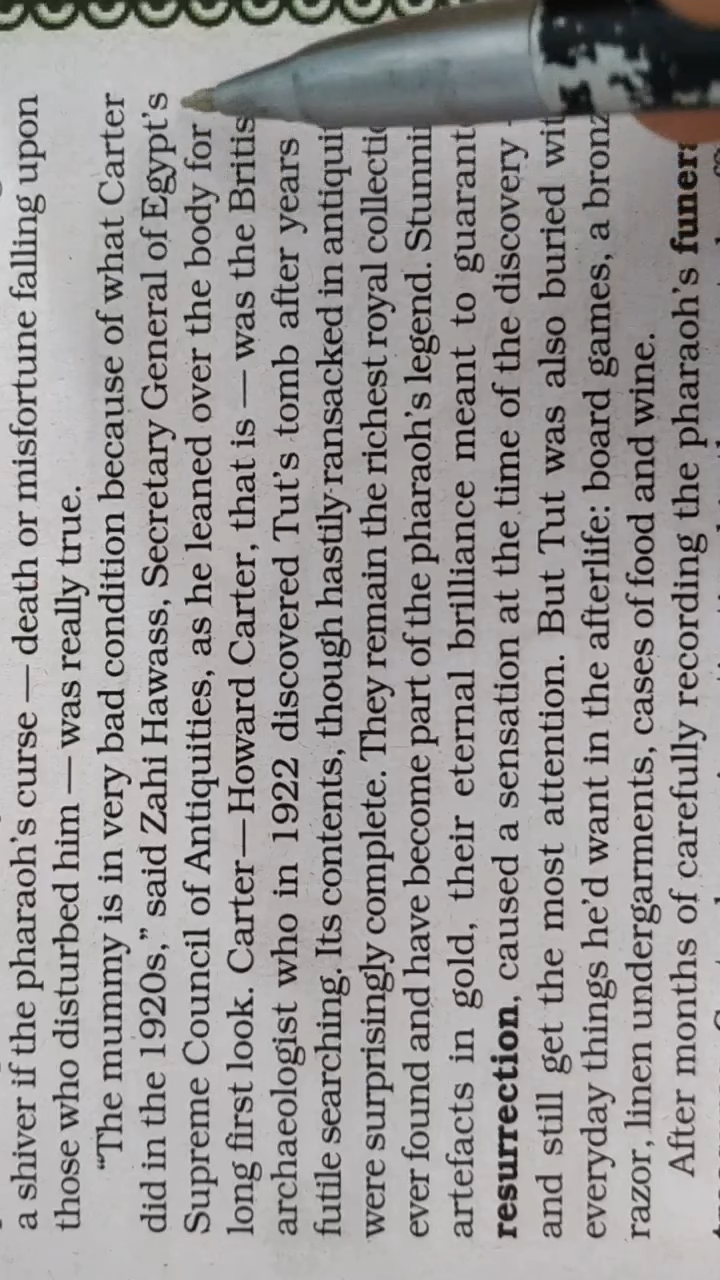 a shiver if the pharaoh's curse — death or misfortune falling upon
those who disturbed him — was really true.
“The mummy is in very bad condition because of what Carter
did in the 1920s,” said Zahi Hawass, Secretary General of Egypt's
Supreme Council of Antiquities, as he leaned over the body for
long first look. Carter—Howard Carter, that is — was the Britis
archaeologist who in 1922 discovered Tut's tomb after years
futile searching. Its contents, though hastily ransacked in antiqui
were surprisingly complete. They remain the richest royal collectio
ever found and have become part of the pharaoh's legend. Stunni
artefacts in gold, their eternal brilliance meant to guarant
resurrection, caused a sensation at the time of the discovery
and still get the most attention. But Tut was also buried wit
everyday things he'd want in the afterlife: board games, a bronz
razor, linen undergarments, cases of food and wine.
After months of carefully recording the pharaoh's funera